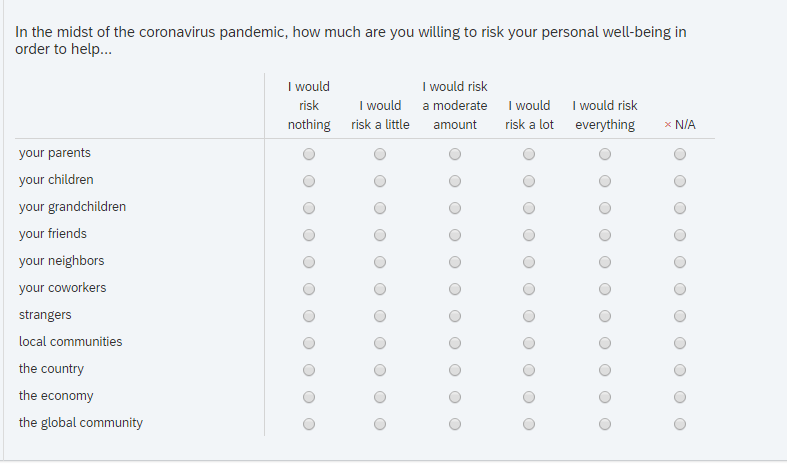 In the midst of the coronavirus pandemic, how much are you willing to risk your personal well-being in
order to help...
I would risk nothing
I would risk a little
I would risk a moderate amount
I would risk a lot
I would risk everything
× N/A
your parents
your children
your grandchildren
your friends
your neighbors
your coworkers
strangers
local communities
the country
the economy
the global community